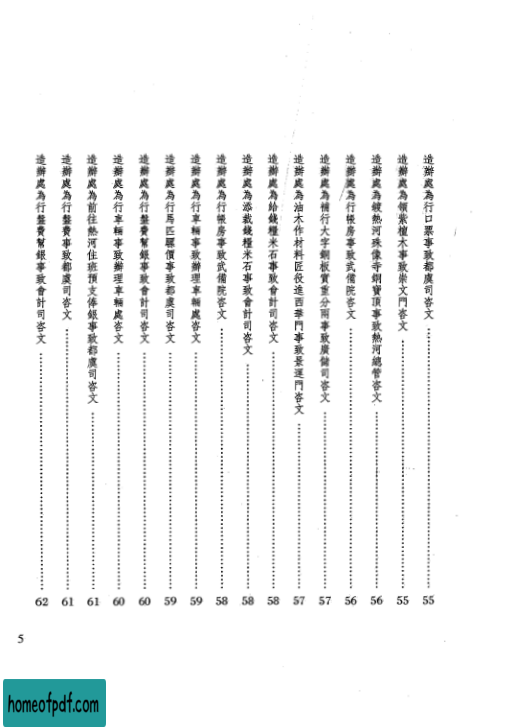 造辦處為行口票事致都虞司咨文 55
造辦處為領紫檀木事致崇文門咨文 55
造辦處為鍍熱河殊像寺銅寶頂事致熱河總管咨文 56
造辦處為行帳房事致武備院咨文 56
造辦處為補行大字銅板實重分兩事致廣儲司咨文 57
造辦處為油木作材料匠役進西華門事致景運門咨文 57
造辦處為給錢糧米石事致會計司咨文 58
造辦處為添裁錢糧米石事致會計司咨文 58
造辦處為行帳房事致武備院咨文 58
造辦處為行車輛事致辦理車輛處咨文 59
造辦處為行馬匹騾價事致都虞司咨文 59
造辦處為行盤費幫銀事致會計司咨文 60
造辦處為行車輛事致辦理車輛處咨文 60
造辦處為前往熱河住班預支俸銀事致都虞司咨文 61
造辦處為行盤費事致都虞司咨文 61
造辦處為行盤費幫銀事致會計司咨文 62
5
homeofpdf.com